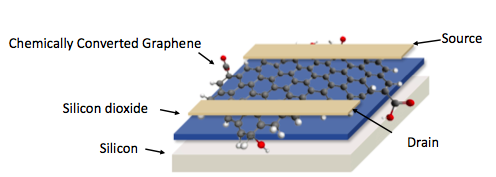 Source
Chemically Converted Graphene
Silicon dioxide
Drain
Silicon